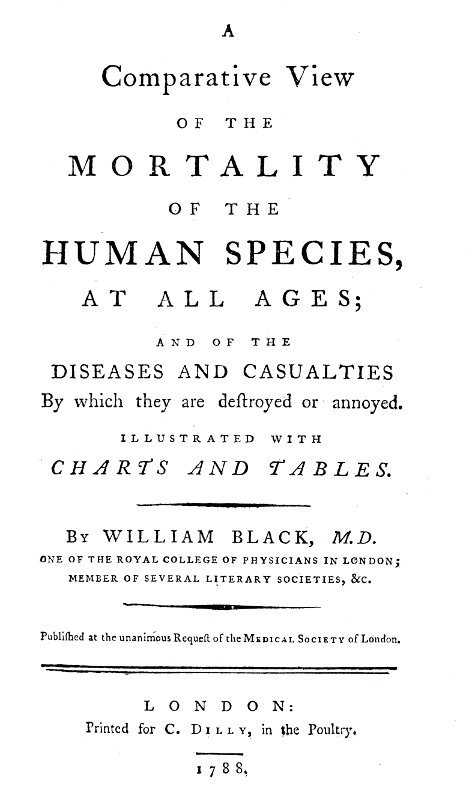 A
Comparative View
OF THE
MORTALITY
OF THE
HUMAN SPECIES,
AT ALL AGES;
AND OF THE
DISEASES AND CASUALTIES
By which they are deſtroyed or annoyed.
ILLUSTRATED WITH
CHARTS AND TABLES.
BY WILLIAM BLACK, M.D.
ONE OF THE ROYAL COLLEGE OF PHYSICIANS IN LONDON;
MEMBER OF SEVERAL LITERARY SOCIETIES, &c.
Publiſhed at the unanimous Requeſt of the MEDICAL SOCIETY of London.
LONDON:
Printed for C. DILLY, in the Poultry.
1788.